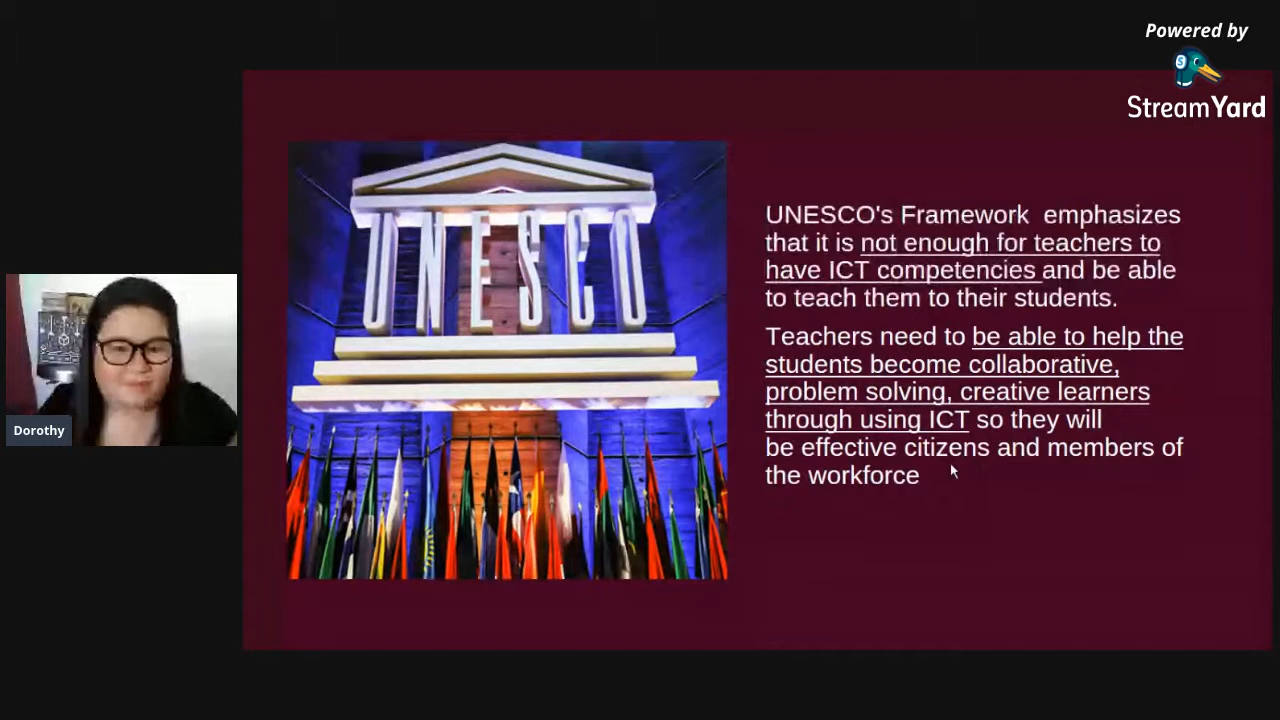 Powered by
StreamYard
UNESCO
UNESCO's Framework  emphasizes
that it is not enough for teachers to
have ICT competencies and be able
to teach them to their students.
Teachers need to be able to help the
students become collaborative,
problem solving, creative learners
through using ICT so they will
be effective citizens and members of
the workforce
Dorothy